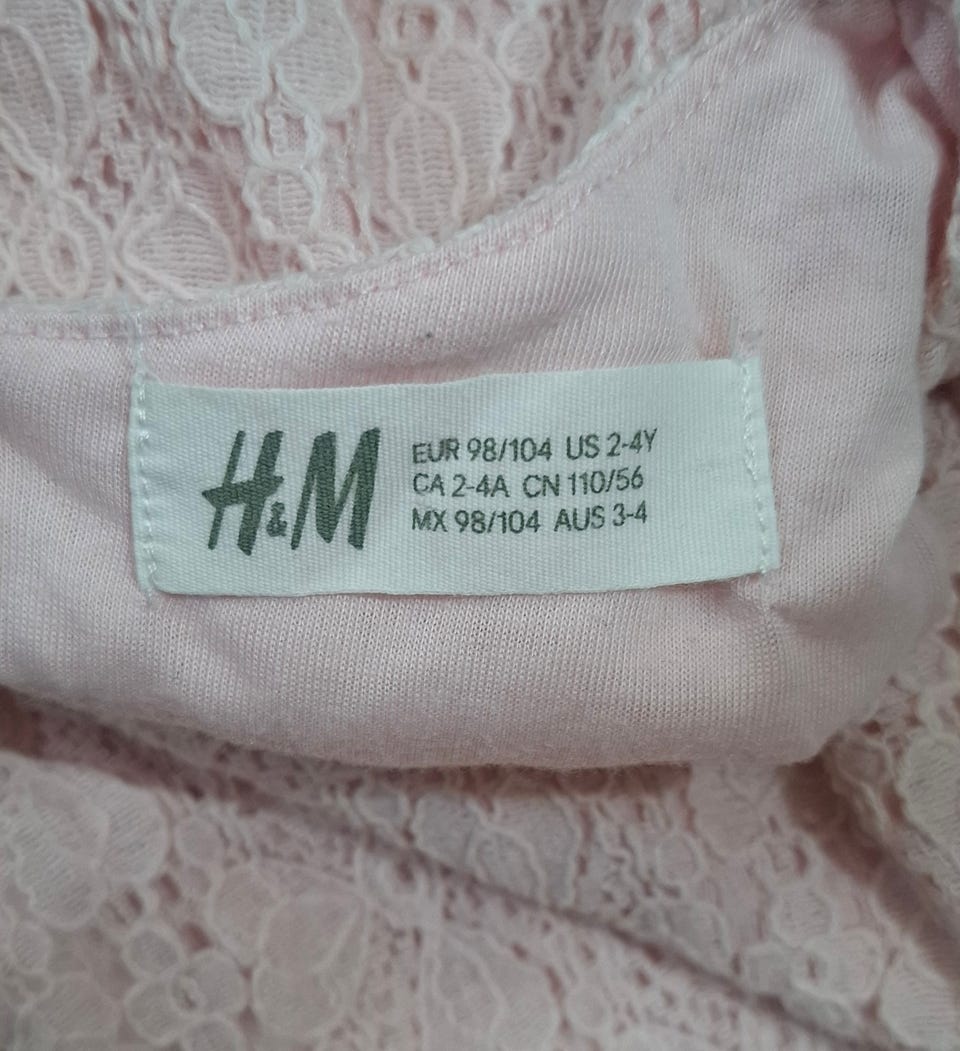 H&M
EUR 98/104 US 2-4Y
CA 2-4A CN 110/56
MX 98/104 AUS 3-4